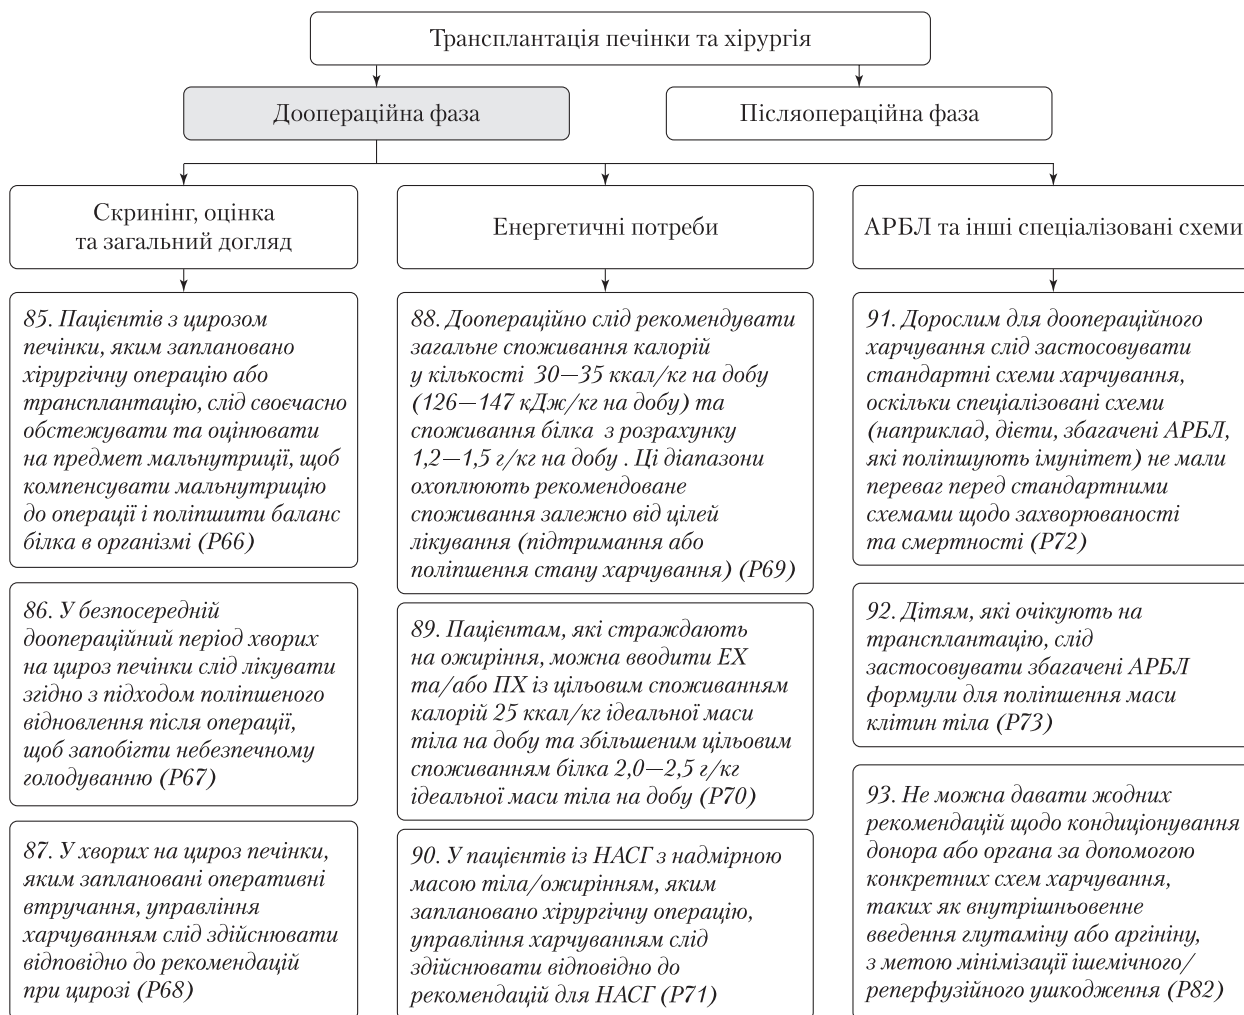 Трансплантація печінки та хірургія
Доопераційна фаза
Післяопераційна фаза
Скринінг, оцінка
та загальний догляд
Енергетичні потреби
АРБЛ та інші спеціалізовані схеми
85. Пацієнтів з цирозом
печінки, яким заплановано
хірургічну операцію або
трансплантацію, слід своєчасно
обстежувати та оцінювати
на предмет мальнутриції, щоб
компенсувати мальнутрицію
до операції і поліпшити баланс
білка в організмі (Р66)
86. У безпосередній
доопераційний період хворих
на цироз печінки слід лікувати
згідно з підходом поліпшеного
відновлення після операції,
щоб запобігти небезпечному
голодуванню (Р67)
87. У хворих на цироз печінки,
яким заплановані оперативні
втручання, управління
харчуванням слід здійснювати
відповідно до рекомендацій
при цирозі (Р68)
88. Доопераційно слід рекомендувати
загальне споживання калорій
у кількості 30—35 ккал/кг на добу
(126—147 кДж/кг на добу) та
споживання білка з розрахунку
1,2—1,5 г/кг на добу . Ці діапазони
охоплюють рекомендоване
споживання залежно від цілей
лікування (підтримання або
поліпшення стану харчування) (Р69)
89. Пацієнтам, які страждають
на ожиріння, можна вводити ЕХ
та/або ПХ із цільовим споживанням
калорій 25 ккал/кг ідеальної маси
тіла на добу та збільшеним цільовим
споживанням білка 2,0—2,5 г/кг
ідеальної маси тіла на добу (Р70)
90. У пацієнтів із НАСГ з надмірною
масою тіла/ожирінням, яким
заплановано хірургічну операцію,
управління харчуванням слід
здійснювати відповідно до
рекомендацій для НАСГ (Р71)
91. Дорослим для доопераційного
харчування слід застосовувати
стандартні схеми харчування,
оскільки спеціалізовані схеми
(наприклад, дієти, збагачені АРБЛ,
які поліпшують імунітет) не мали
переваг перед стандартними
схемами щодо захворюваності
та смертності (Р72)
92. Дітям, які очікують на
трансплантацію, слід
застосовувати збагачені АРБЛ
формули для поліпшення маси
клітин тіла (Р73)
93. Не можна давати жодних
рекомендацій щодо кондиціонування
донора або органа за допомогою
конкретних схем харчування,
таких як внутрішньовенне
введення глутаміну або аргініну,
з метою мінімізації ішемічного/
реперфузійного ушкодження (Р82)